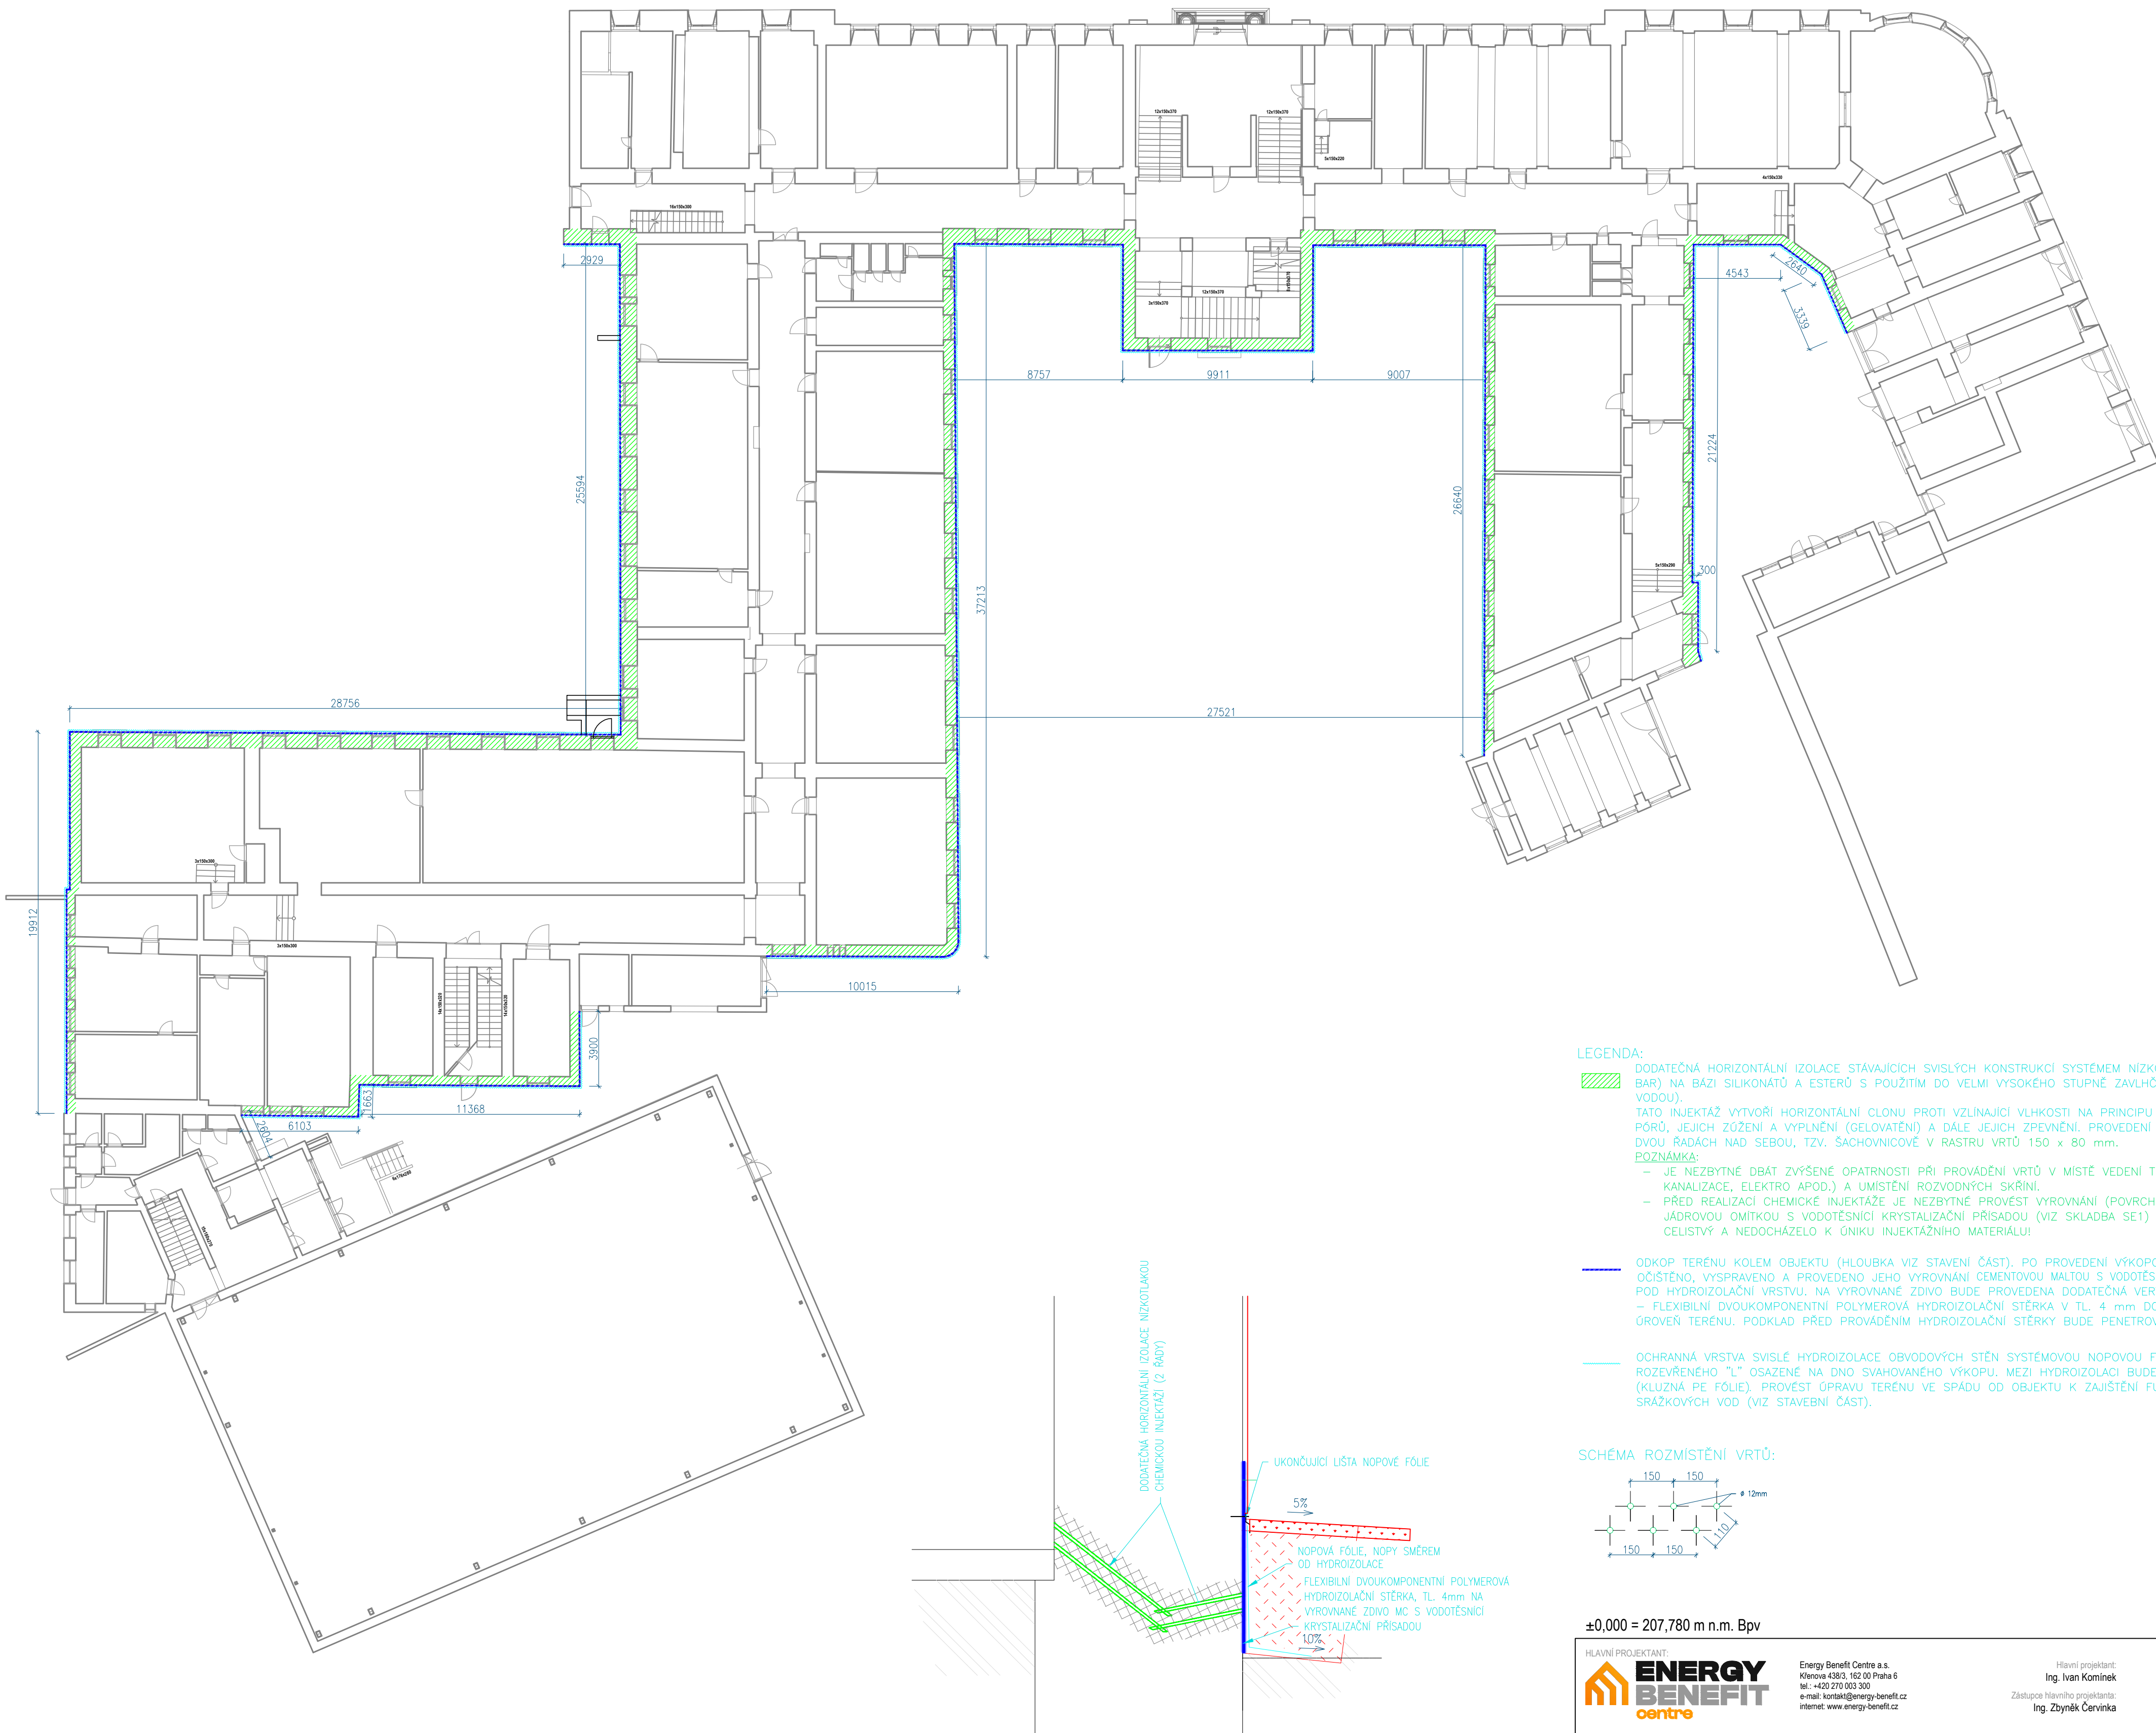 12x150x370
12x150x370
5x150x220
4x150x330
16x150x300
2929
4543
2640
3339
3x150x370
12x150x370
8757
9911
9007
25594
26640
21224
5x150x290
300
37213
28756
27521
19912
3x150x300
10015
3900
1663
11368
6103
2604
LEGENDA:
DODATEČNÁ HORIZONTÁLNÍ IZOLACE STÁVAJÍCÍCH SVISLÝCH KONSTRUKCÍ SYSTÉMEM NÍZK
BAR) NA BÁZI SILIKONÁTŮ A ESTERŮ S POUŽITÍM DO VELMI VYSOKÉHO STUPNĚ ZAVLHČ
VODOU).
TATO INJEKTÁŽ VYTVOŘÍ HORIZONTÁLNÍ CLONU PROTI VZLÍNAJÍCÍ VLHKOSTI NA PRINCIPU
PÓRŮ, JEJICH ZÚŽENÍ A VYPLNĚNÍ (GELOVATĚNÍ) A DÁLE JEJICH ZPEVNĚNÍ. PROVEDENÍ
DVOU ŘADÁCH NAD SEBOU, TZV. ŠACHOVNICOVĚ V RASTRU VRTŮ 150 x 80 mm.
POZNÁMKA:
– JE NEZBYTNÉ DBÁT ZVÝŠENÉ OPATRNOSTI PŘI PROVÁDĚNÍ VRTŮ V MÍSTĚ VEDENÍ T
KANALIZACE, ELEKTRO APOD.) A UMÍSTĚNÍ ROZVODNÝCH SKŘÍNÍ.
– PŘED REALIZACÍ CHEMICKÉ INJEKTÁŽE JE NEZBYTNÉ PROVÉST VYROVNÁNÍ (POVRCH
JÁDROVOU OMÍTKOU S VODOTĚSNÍCÍ KRYSTALIZAČNÍ PŘÍSADOU (VIZ SKLADBA SE1)
CELISTVÝ A NEDOCHÁZELO K ÚNIKU INJEKTÁŽNÍHO MATERIÁLU!
ODKOP TERÉNU KOLEM OBJEKTU (HLOUBKA VIZ STAVENÍ ČÁST). PO PROVEDENÍ VÝKOP
OČIŠTĚNO, VYSPRAVENO A PROVEDENO JEHO VYROVNÁNÍ CEMENTOVOU MALTOU S VODOTĚS
POD HYDROIZOLAČNÍ VRSTVU. NA VYROVNANÉ ZDIVO BUDE PROVEDENA DODATEČNÁ VER
– FLEXIBILNÍ DVOUKOMPONENTNÍ POLYMEROVÁ HYDROIZOLAČNÍ STĚRKA V TL. 4 mm DO
ÚROVEŇ TERÉNU. PODKLAD PŘED PROVÁDĚNÍM HYDROIZOLAČNÍ STĚRKY BUDE PENETROV
OCHRANNÁ VRSTVA SVISLÉ HYDROIZOLACE OBVODOVÝCH STĚN SYSTÉMOVOU NOPOVOU F
ROZEVŘENÉHO "L" OSAZENÉ NA DNO SVAHOVANÉHO VÝKOPU. MEZI HYDROIZOLACI BUDE
(KLUZNÁ PE FÓLIE). PROVÉST ÚPRAVU TERÉNU VE SPÁDU OD OBJEKTU K ZAJIŠTĚNÍ FU
SRÁŽKOVÝCH VOD (VIZ STAVEBNÍ ČÁST).
DODATEČNÁ HORIZONTÁLNÍ IZOLACE NÍZKOTLAKOU
CHEMICKOU INJEKTÁŽÍ (2 ŘADY)
UKONČUJÍCÍ LIŠTA NOPOVÉ FÓLIE
5%
NOPOVÁ FÓLIE, NOPY SMĚREM
OD HYDROIZOLACE
FLEXIBILNÍ DVOUKOMPONENTNÍ POLYMEROVÁ
HYDROIZOLAČNÍ STĚRKA, TL. 4mm NA
VYROVNANÉ ZDIVO MC S VODOTĚSNÍCÍ
KRYSTALIZAČNÍ PŘÍSADOU
10%
SCHÉMA ROZMÍSTĚNÍ VRTŮ:
150 150
ø 12mm
110
150 150
±0,000 = 207,780 m n.m. Bpv
HLAVNÍ PROJEKTANT:
ENERGY
BENEFIT
centre
Energy Benefit Centre a.s.
Křenova 438/3, 162 00 Praha 6
tel.: +420 270 003 300
e-mail: kontakt@energy-benefit.cz
internet: www.energy-benefit.cz
Hlavní projektant:
Ing. Ivan Komínek
Zástupce hlavního projektanta:
Ing. Zbyněk Červinka